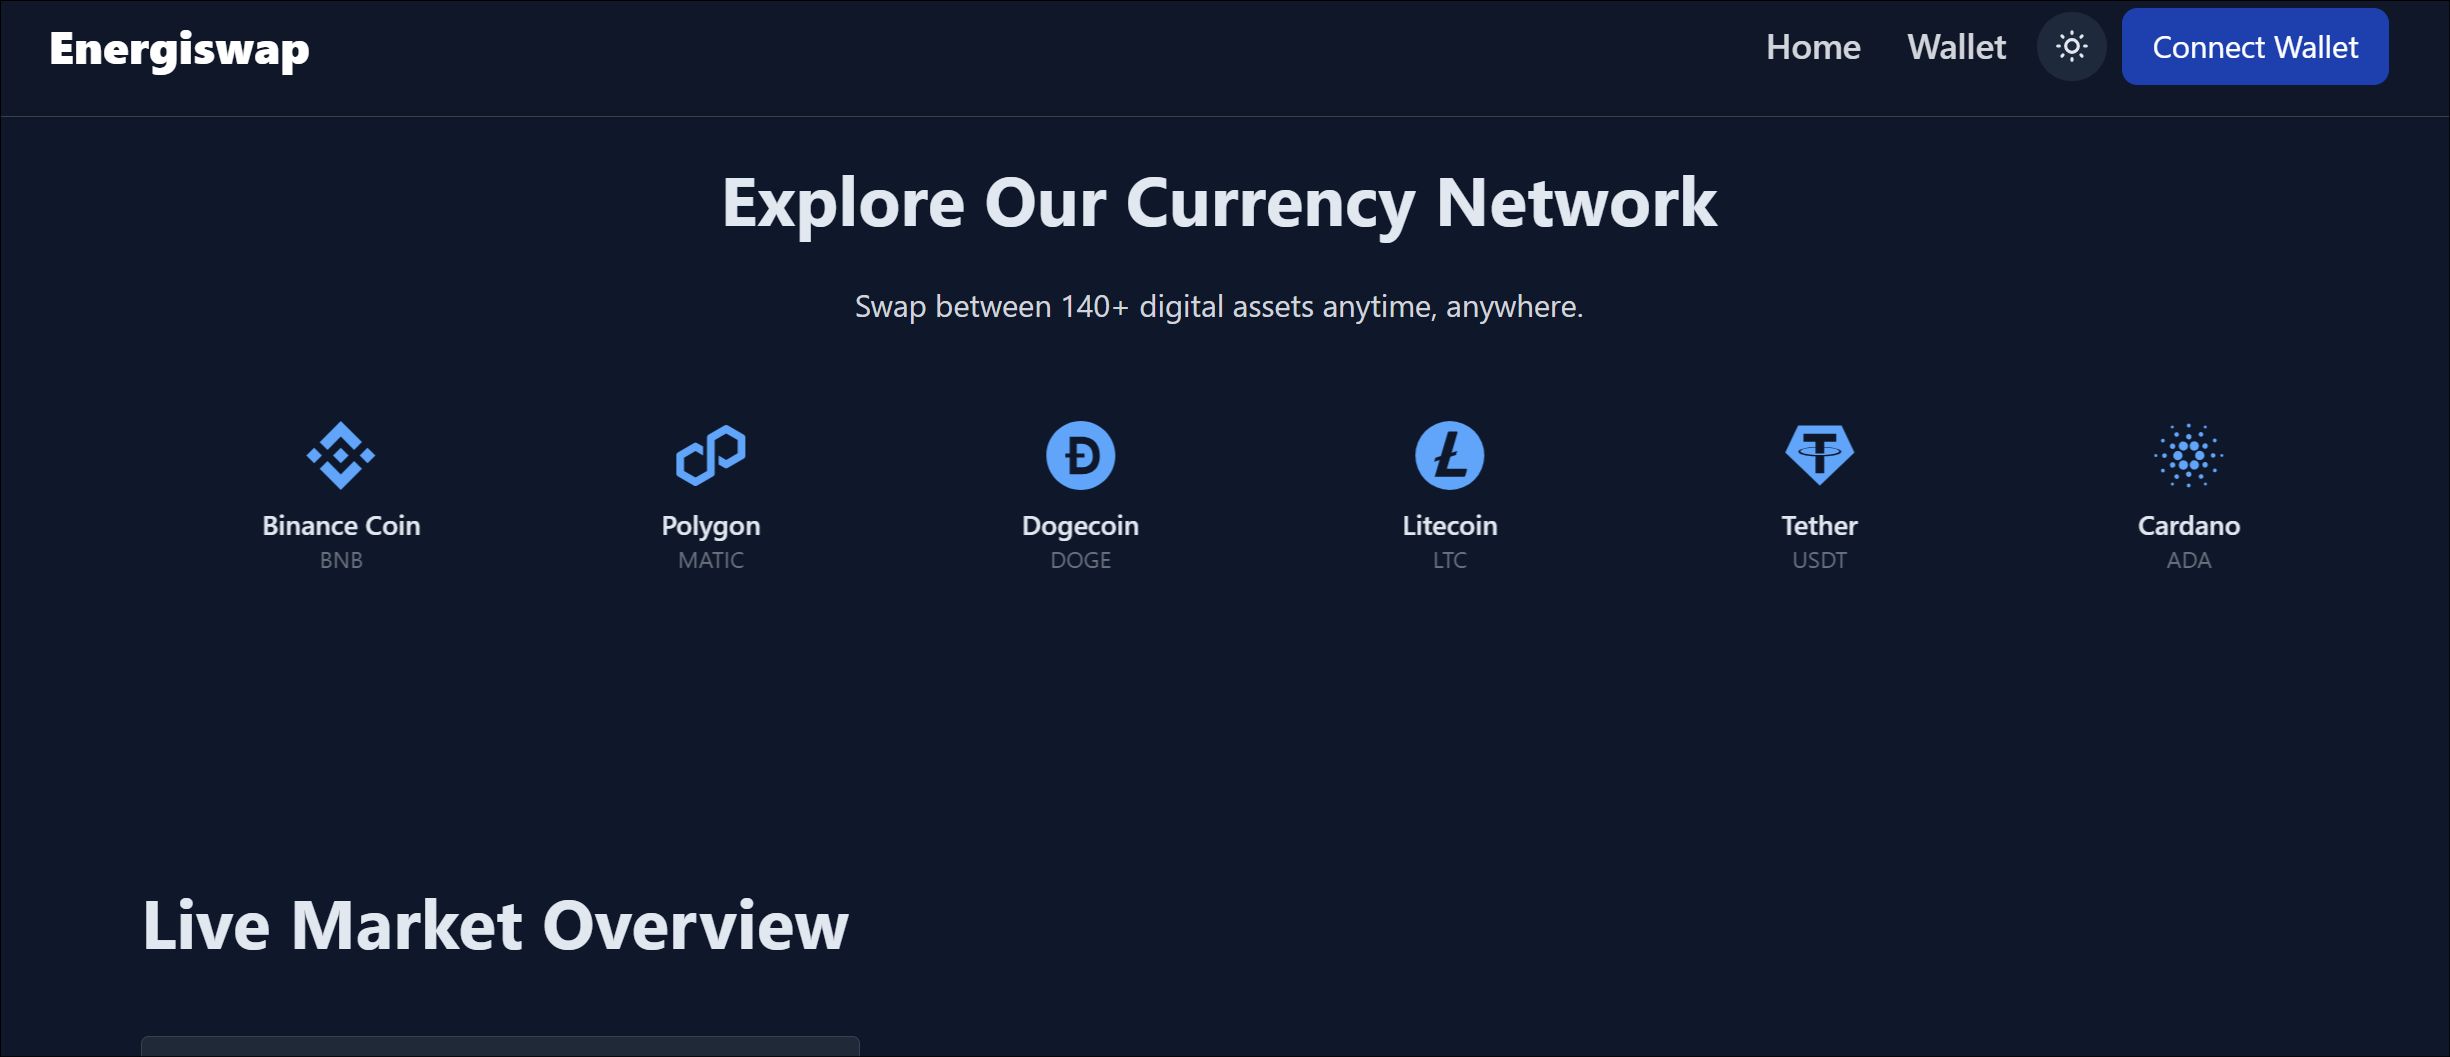 Energiswap
Home Wallet Connect Wallet
Explore Our Currency Network
Swap between 140+ digital assets anytime, anywhere.
Binance Coin Polygon Dogecoin Litecoin Tether Cardano
BNB MATIC DOGE LTC USDT ADA
Live Market Overview